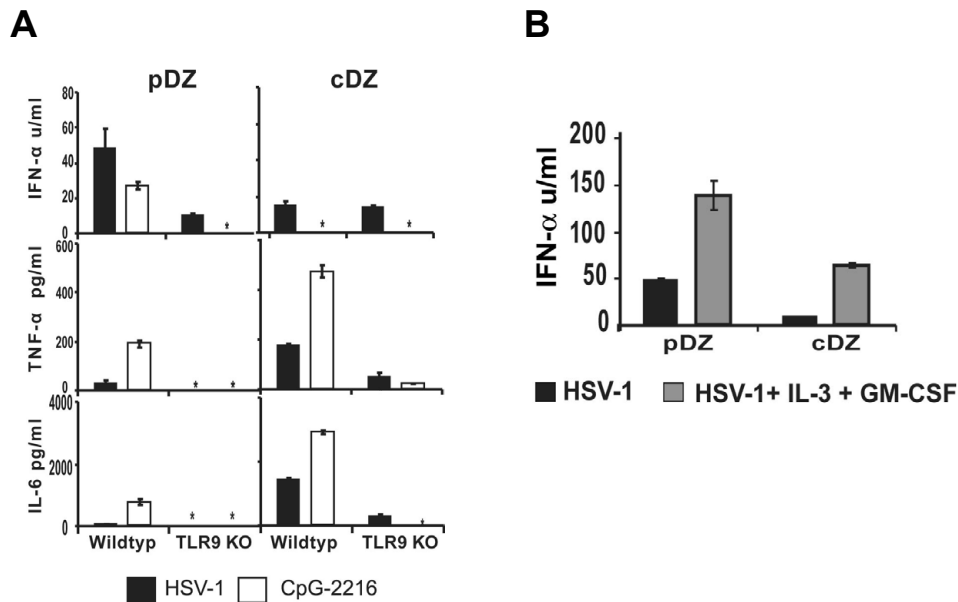 A
pDZ cDZ
IFN-α u/ml
80
60
40
20
0
TNF-α pg/ml
600
400
200
0
IL-6 pg/ml
4000
2000
0
* * *
* *
* * *
Wildtyp TLR9 KO Wildtyp TLR9 KO
HSV-1 CpG-2216
B
IFN-α u/ml
200
150
100
50
0
pDZ cDZ
HSV-1 HSV-1+ IL-3 + GM-CSF